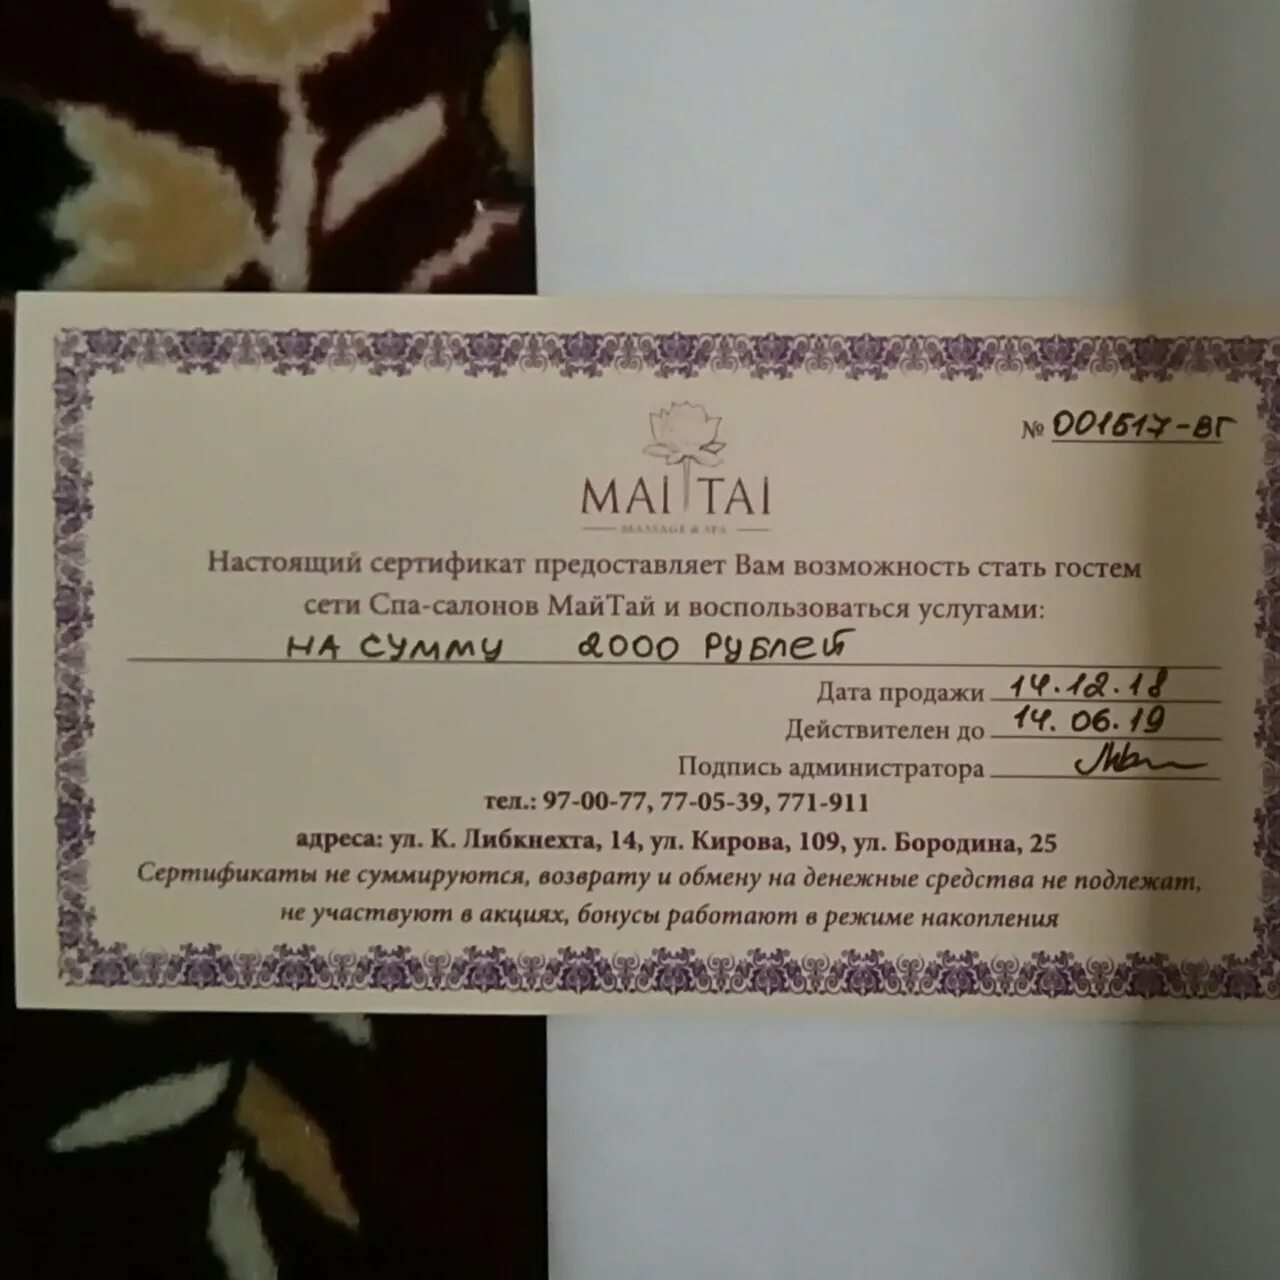 № 001517-ВГ
MAI TAI
MASSAGE & SPA
Настоящий сертификат предоставляет Вам возможность стать гостем
сети Спа-салонов МайТай и воспользоваться услугами:
НА СУММУ 2000 РУБЛЕЙ
Дата продажи 14.12.18
Действителен до 14.06.19
Подпись администратора
тел.: 97-00-77, 77-05-39, 771-911
адреса: ул. К. Либкнехта, 14, ул. Кирова, 109, ул. Бородина, 25
Сертификаты не суммируются, возврату и обмену на денежные средства не подлежат,
не участвуют в акциях, бонусы работают в режиме накопления